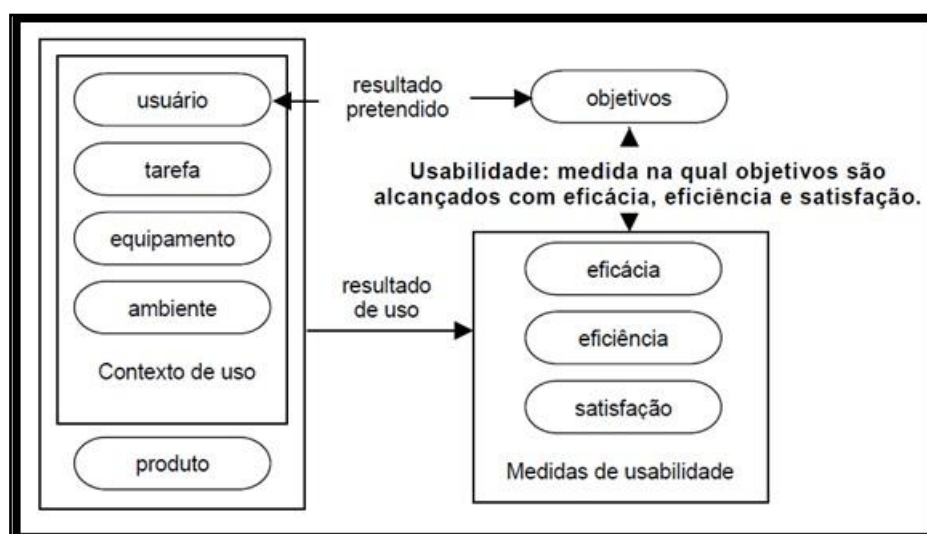 usuário
tarefa
equipamento
ambiente
Contexto de uso
produto
resultado
pretendido
objetivos
Usabilidade: medida na qual objetivos são
alcançados com eficácia, eficiência e satisfação.
resultado
de uso
eficácia
eficiência
satisfação
Medidas de usabilidade